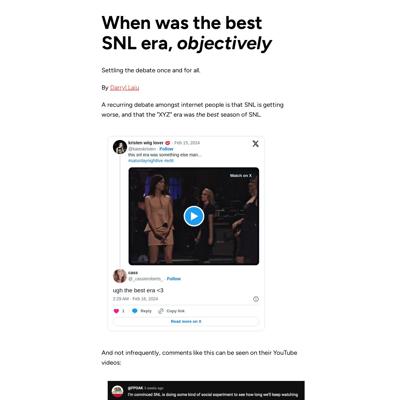 When was the best
SNL era, objectively
Settling the debate once and for all.
By Darryl Laiu
A recurring debate amongst internet people is that SNL is getting
worse, and that the "XYZ" era was the best season of SNL.
kristen wiig lover · Feb 15, 2024
@kaiesknsten · Follow
this snl era was something else man...
#saturdaynightlive #edit
Watch on X
cass
@_cassieroberts_ · Follow
ugh the best era <3
2:29 AM · Feb 16, 2024
1 Reply Copy link
Read more on X
And not infrequently, comments like this can be seen on their YouTube
videos:
@FPOAK 3 weeks ago
I'm convinced SNL is doing some kind of social experiment to see how long we'll keep watching